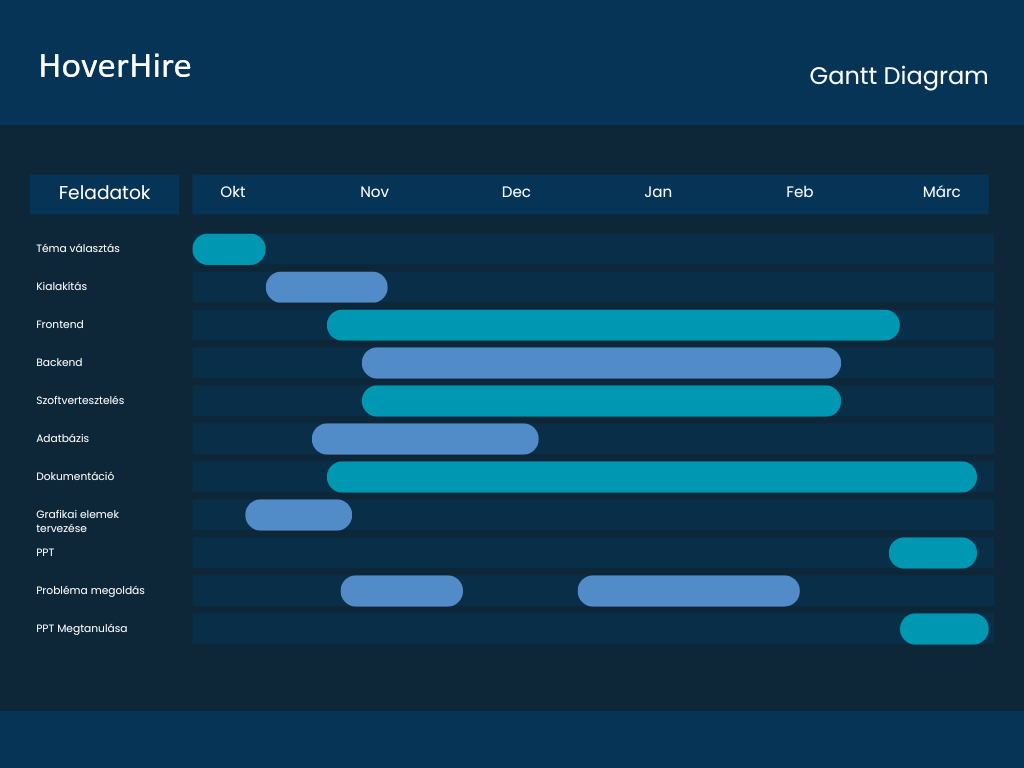 HoverHire
Gantt Diagram
Feladatok
Okt Nov Dec Jan Feb Márc
Téma választás
Kialakítás
Frontend
Backend
Szoftvertesztelés
Adatbázis
Dokumentáció
Grafikai elemek
tervezése
PPT
Probléma megoldás
PPT Megtanulása